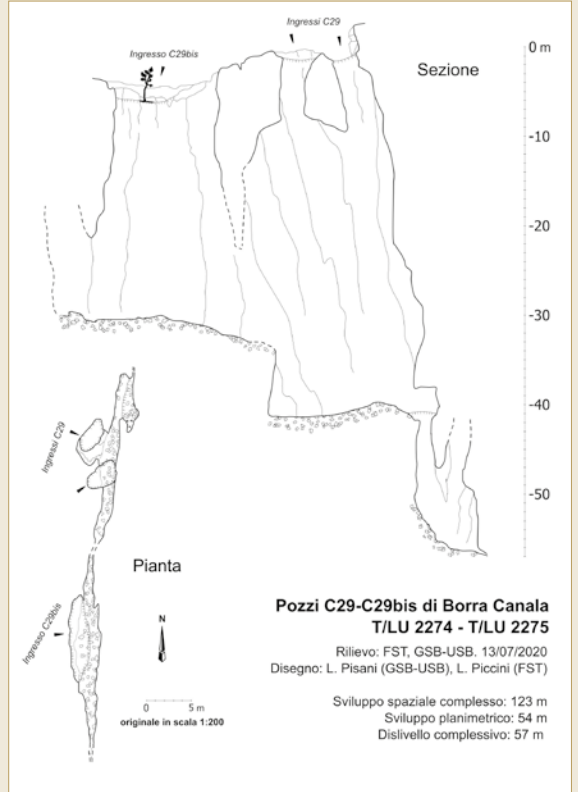 Ingressi C29
Ingresso C29bis
Sezione
0 m
-10
-20
-30
-40
-50
Ingressi C29
Pianta
Ingresso C29bis
N
0 5 m
originale in scala 1:200
Pozzi C29-C29bis di Borra Canala
T/LU 2274 - T/LU 2275
Rilievo: FST, GSB-USB. 13/07/2020
Disegno: L. Pisani (GSB-USB), L. Piccini (FST)
Sviluppo spaziale complesso: 123 m
Sviluppo planimetrico: 54 m
Dislivello complessivo: 57 m